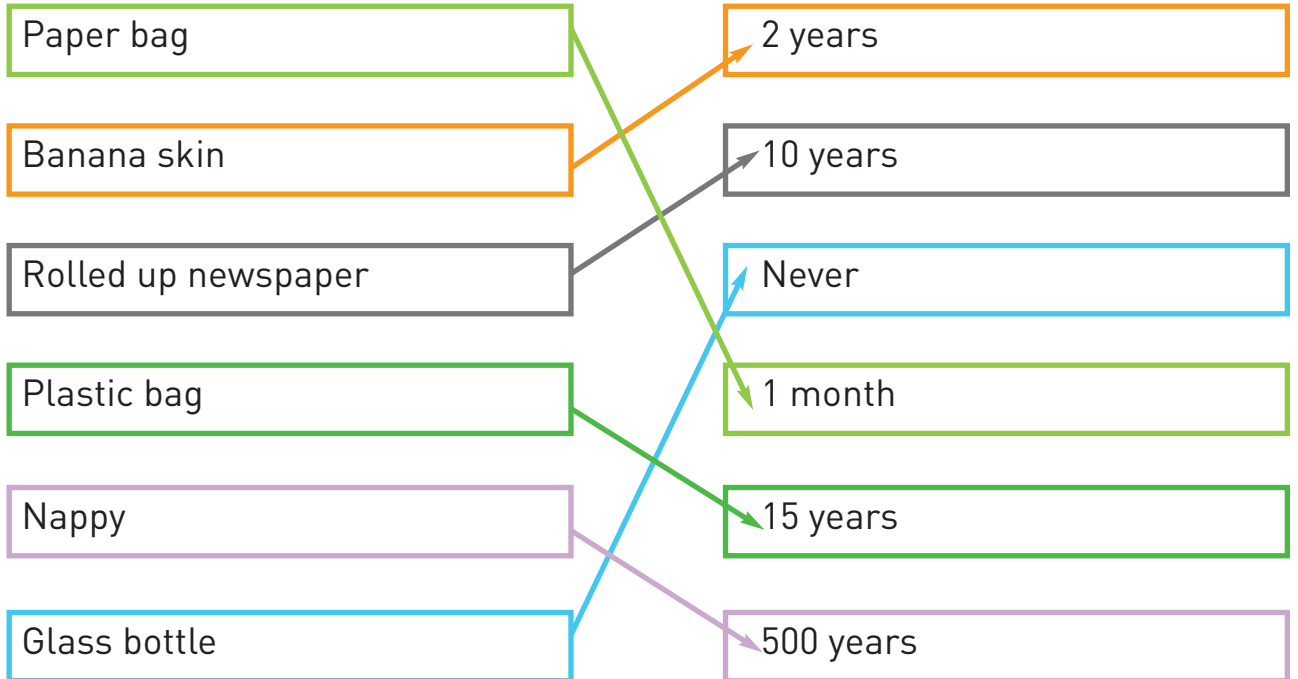 Paper bag
2 years
Banana skin
10 years
Rolled up newspaper
Never
Plastic bag
1 month
Nappy
15 years
Glass bottle
500 years